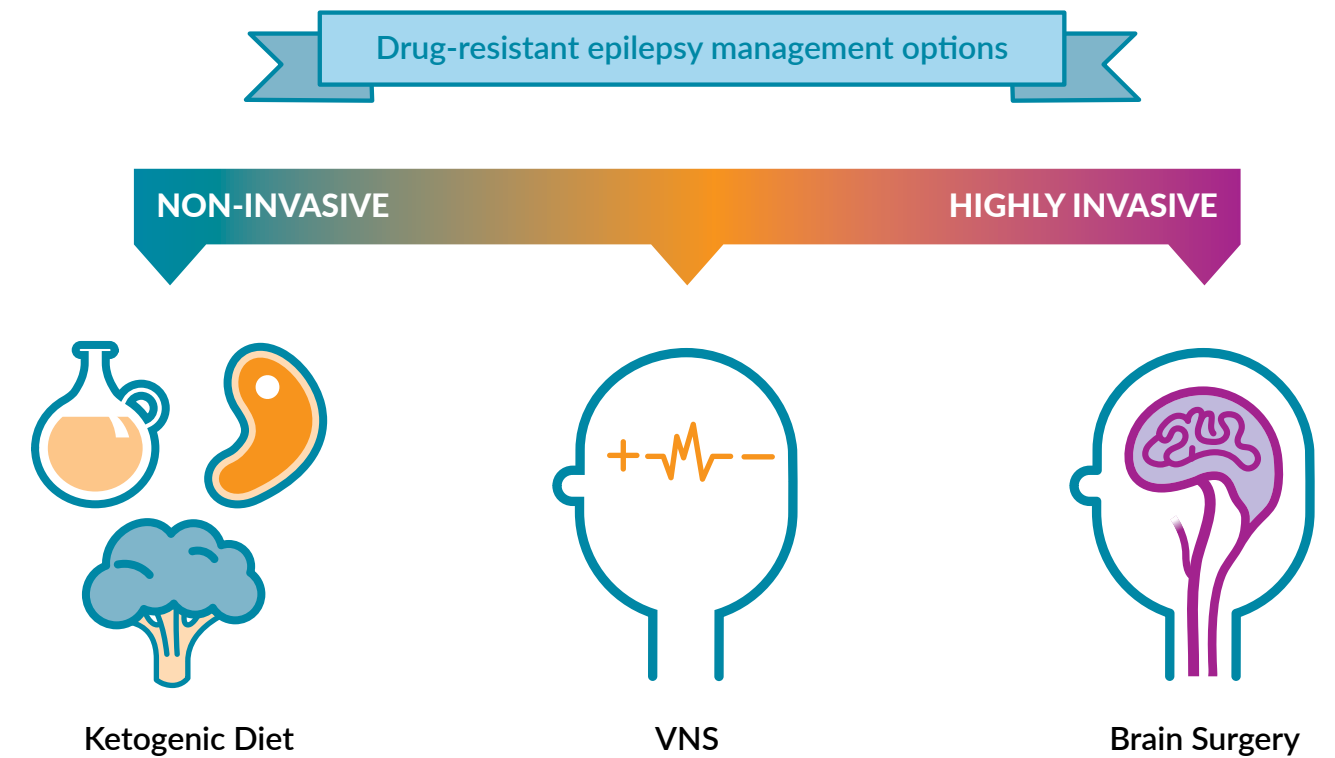 Drug-resistant epilepsy management options
NON-INVASIVE
HIGHLY INVASIVE
Ketogenic Diet
VNS
Brain Surgery